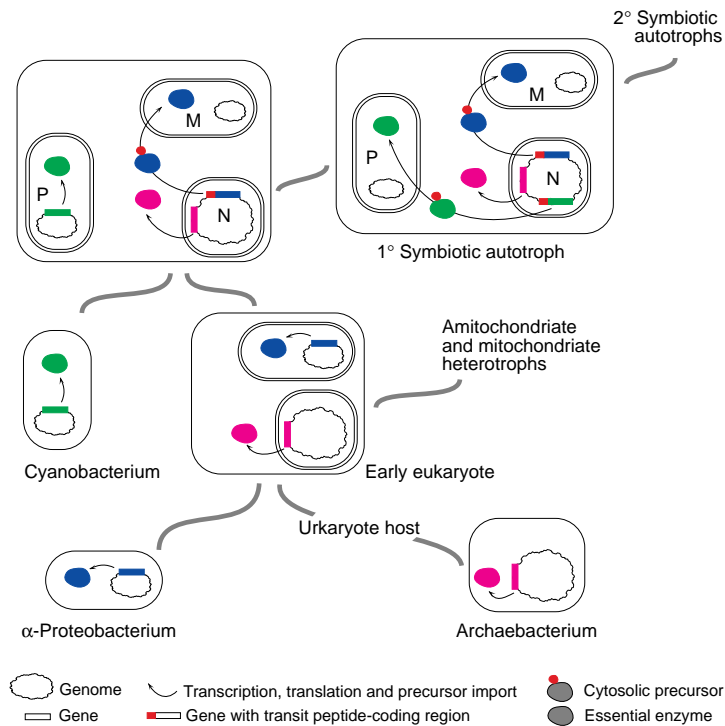 2° Symbiotic
autotrophs
M
P
N
M
P
N
1° Symbiotic autotroph
Amitochondriate
and mitochondriate
heterotrophs
Cyanobacterium
Early eukaryote
Urkaryote host
α-Proteobacterium
Archaebacterium
Genome
Transcription, translation and precursor import
Cytosolic precursor
Gene
Gene with transit peptide-coding region
Essential enzyme